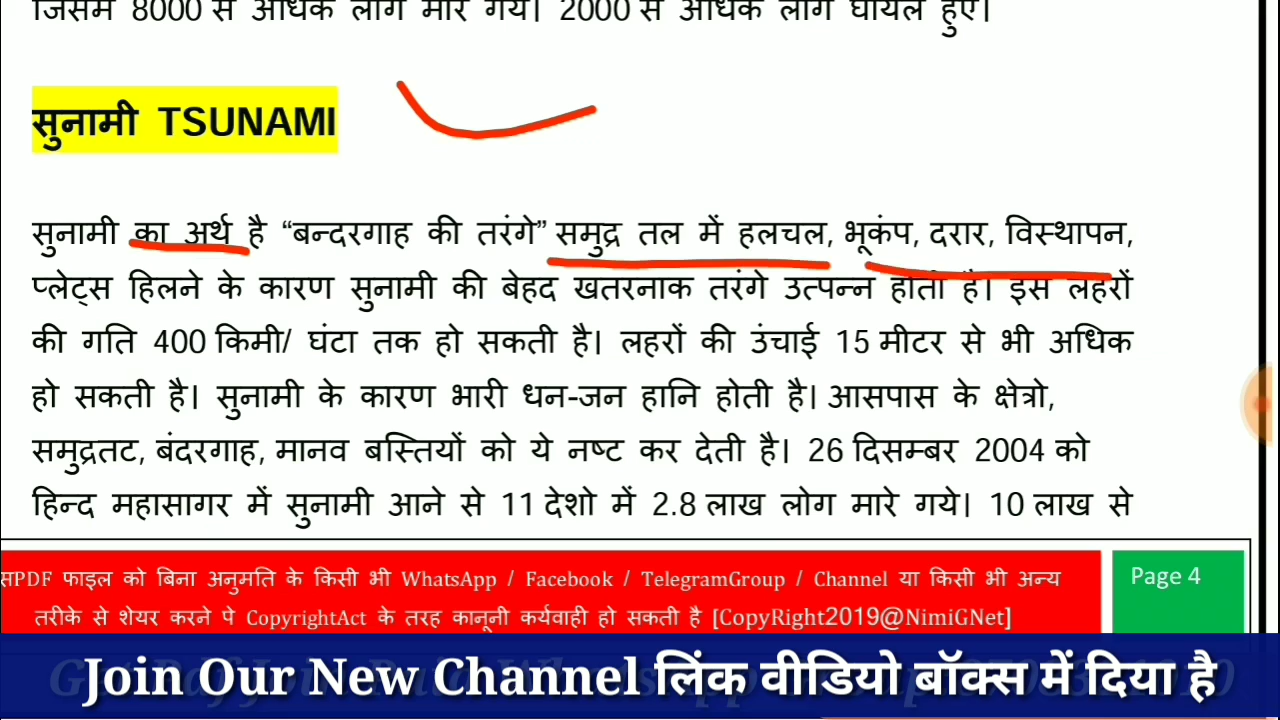 जिसमे 8000 से अधिक लोग मारे गये। 2000 से अधिक लोग घायल हुए।
सुनामी TSUNAMI
सुनामी का अर्थ है “बन्दरगाह की तरंगे” समुद्र तल में हलचल, भूकंप, दरार, विस्थापन,
प्लेट्स हिलने के कारण सुनामी की बेहद खतरनाक तरंगे उत्पन्न होती है। इस लहरों
की गति 400 किमी/ घंटा तक हो सकती है। लहरों की उंचाई 15 मीटर से भी अधिक
हो सकती है। सुनामी के कारण भारी धन-जन हानि होती है। आसपास के क्षेत्रो,
समुद्रतट, बंदरगाह, मानव बस्तियों को ये नष्ट कर देती है। 26 दिसम्बर 2004 को
हिन्द महासागर में सुनामी आने से 11 देशो में 2.8 लाख लोग मारे गये। 10 लाख से
सPDF फाइल को बिना अनुमति के किसी भी WhatsApp / Facebook / TelegramGroup / Channel या किसी भी अन्य
तरीके से शेयर करने पे CopyrightAct के तरह कानूनी कर्यवाही हो सकती है [CopyRight2019@NimiGNet]
Page 4
Join Our New Channel लिंक वीडियो बॉक्स में दिया है